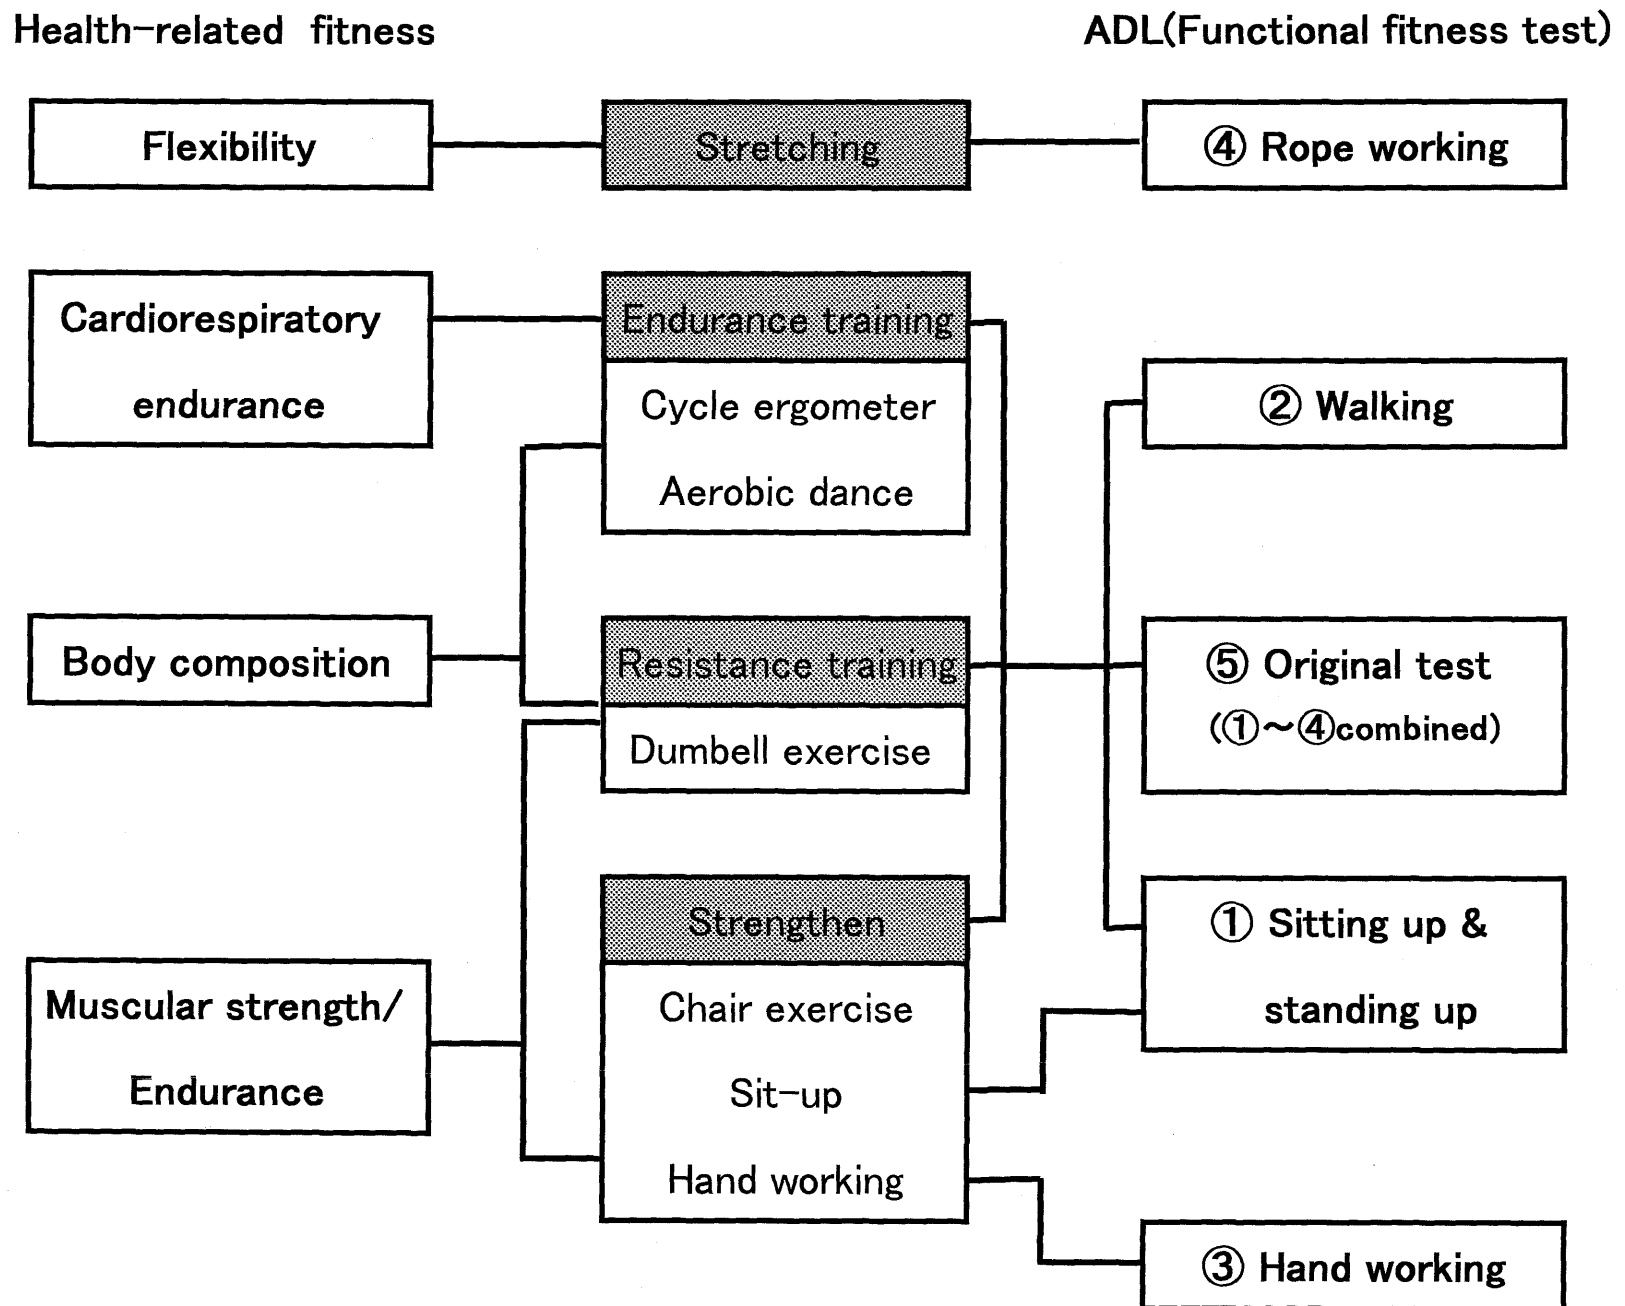 Health-related fitness
ADL(Functional fitness test)
Flexibility
Stretching
④ Rope working
Cardiorespiratory
endurance
Endurance training
Cycle ergometer
Aerobic dance
② Walking
Body composition
Resistance training
Dumbell exercise
⑤ Original test
(①～④combined)
Muscular strength/
Endurance
Strengthen
Chair exercise
Sit-up
Hand working
① Sitting up &
standing up
③ Hand working